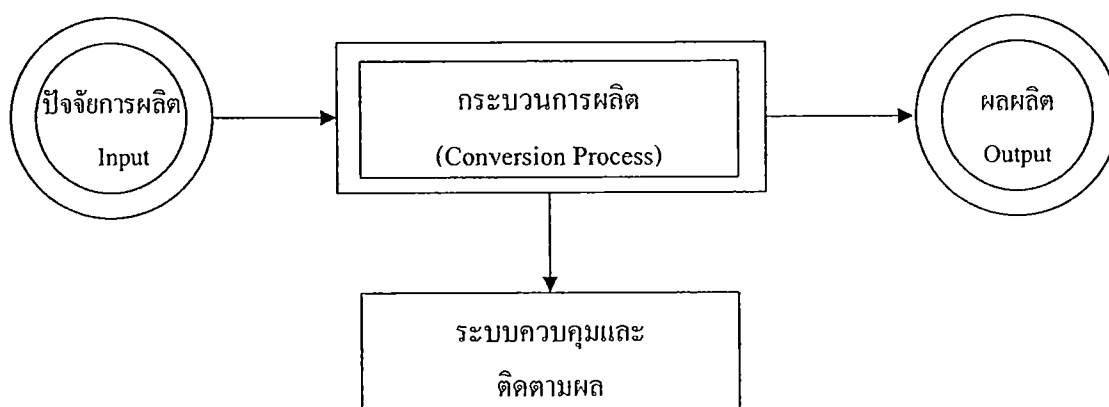 ปัจจัยการผลิต
Input
กระบวนการผลิต
(Conversion Process)
ผลผลิต
Output
ระบบควบคุมและ
ติดตามผล